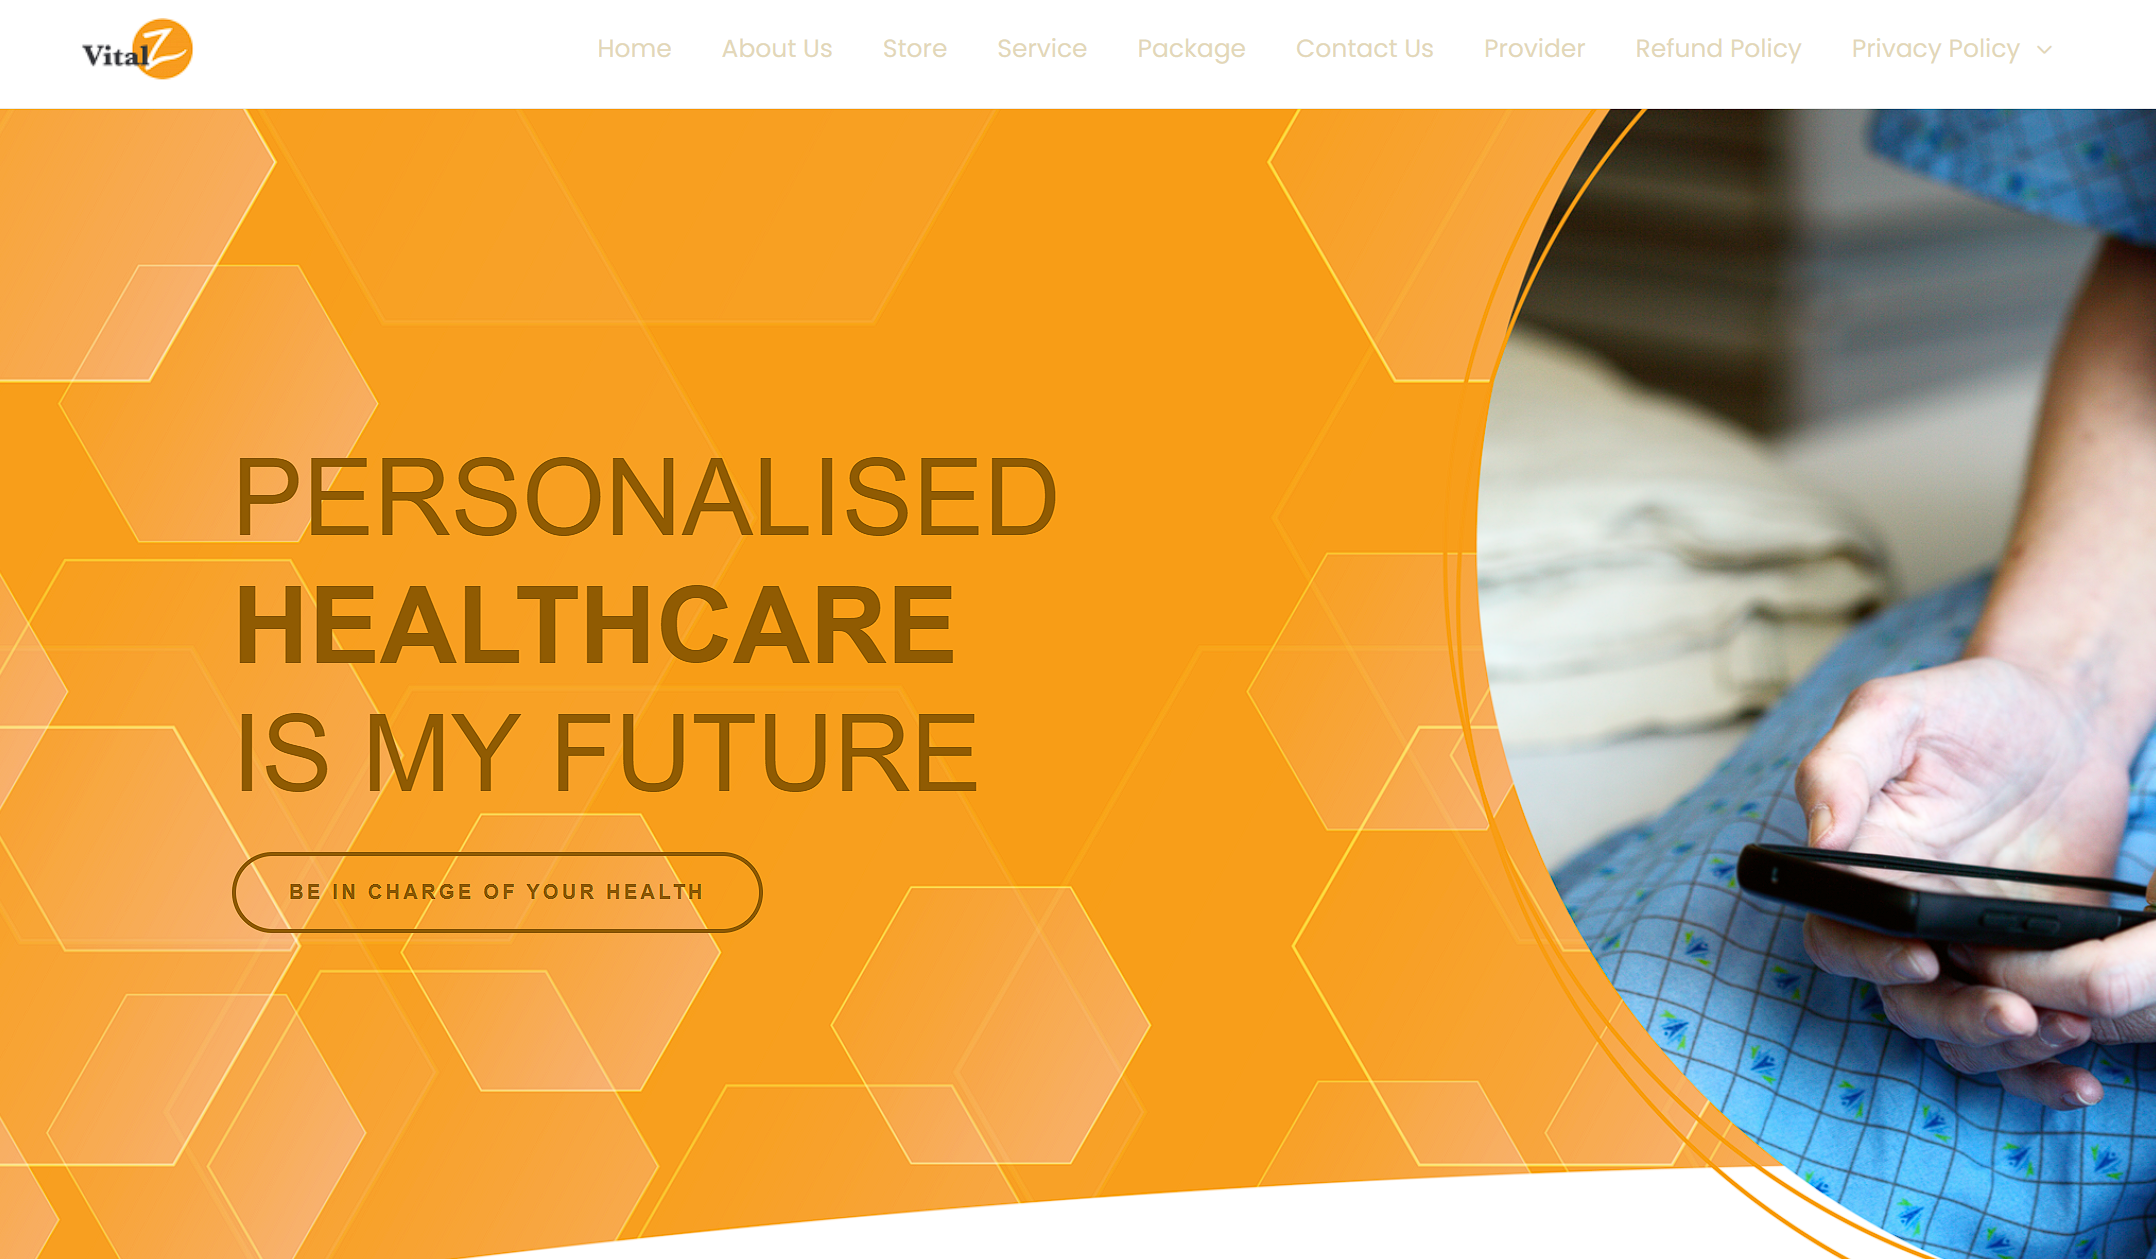 VitalZ
Home About Us Store Service Package Contact Us Provider Refund Policy Privacy Policy
PERSONALISED
HEALTHCARE
IS MY FUTURE
BE IN CHARGE OF YOUR HEALTH